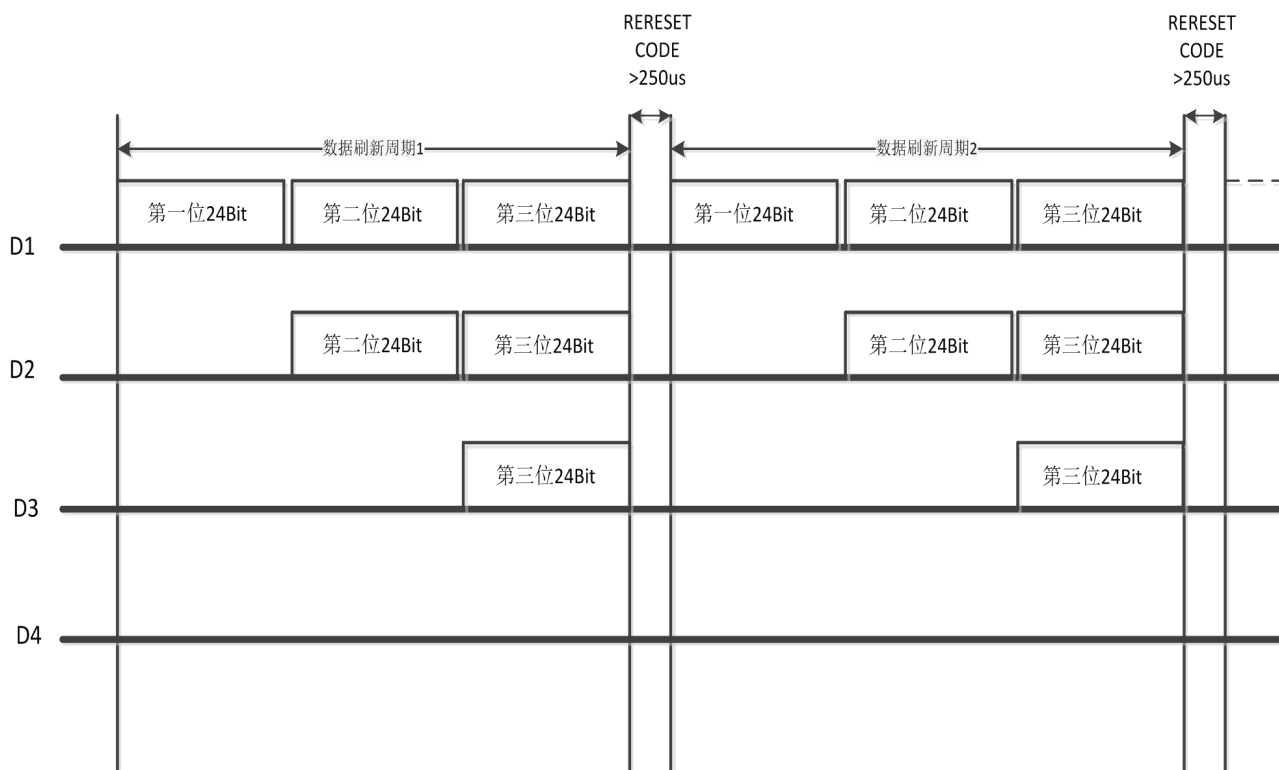 RERESET
CODE
>250us
RERESET
CODE
>250us
数据刷新周期1
数据刷新周期2
第一位24Bit
第二位24Bit
第三位24Bit
第一位24Bit
第二位24Bit
第三位24Bit
D1
第二位24Bit
第三位24Bit
第二位24Bit
第三位24Bit
D2
第三位24Bit
第三位24Bit
D3
D4